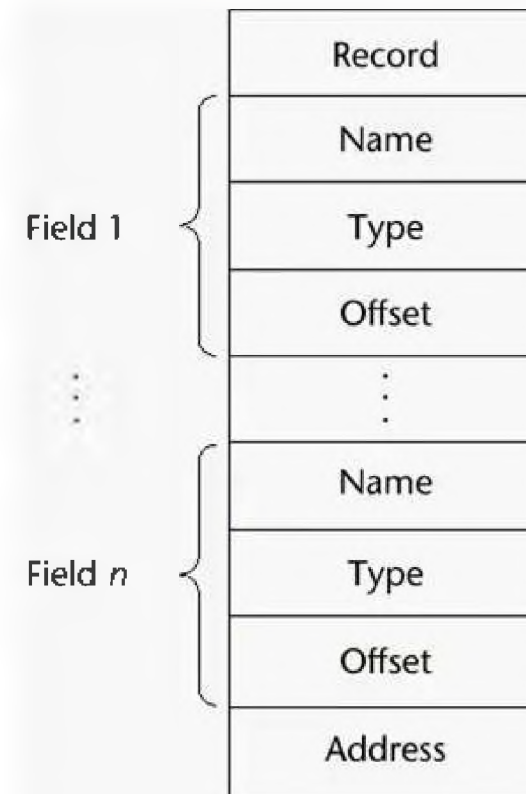 Record
Name
Field 1
Type
Offset
⋮
⋮
Name
Field n
Type
Offset
Address